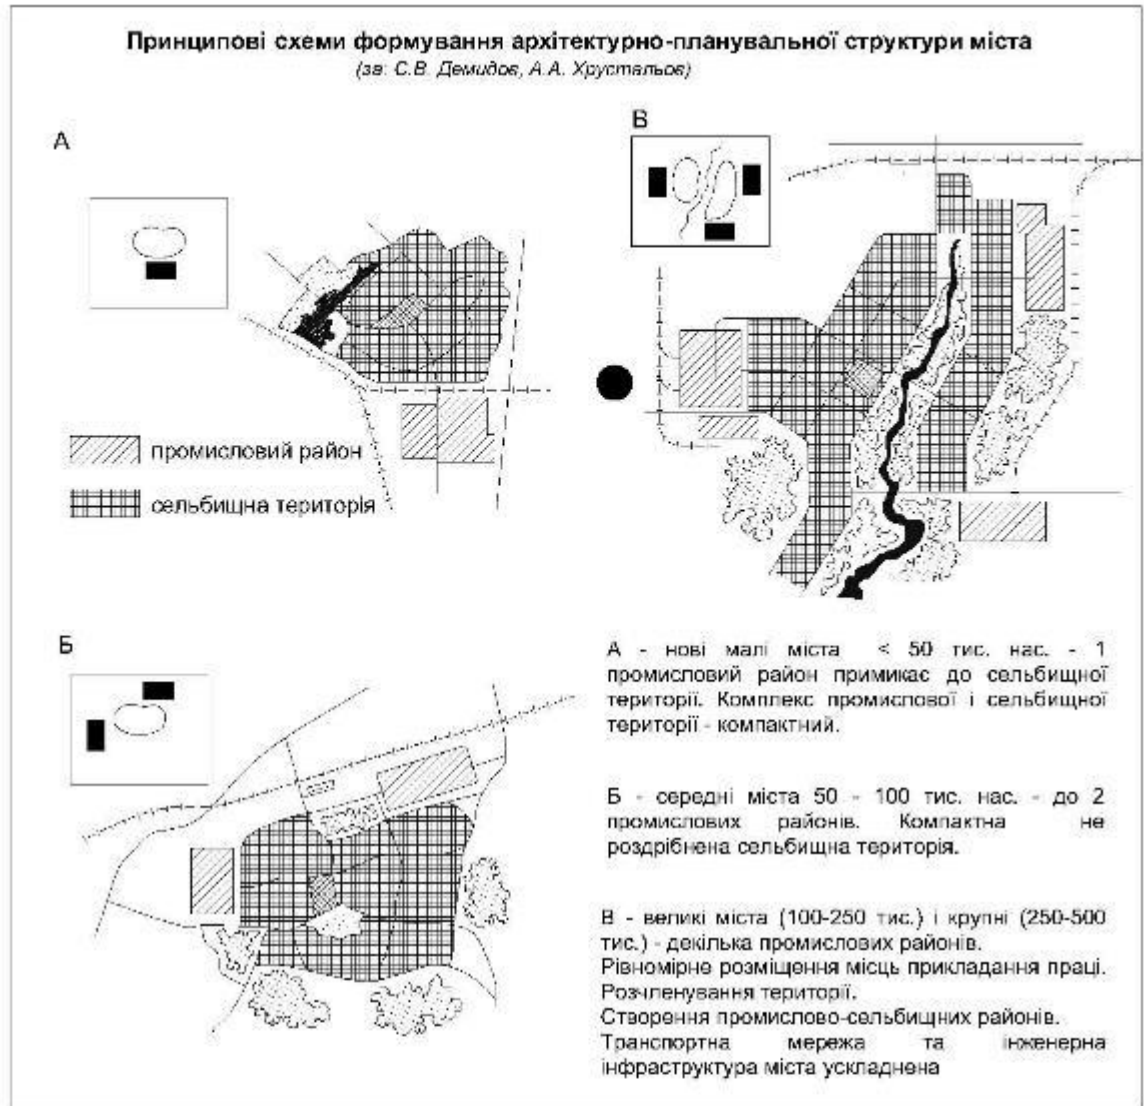 Принципові схеми формування архітектурно-планувальної структури міста
(за: С.В. Демидов, А.А. Хрустальов)
А
В
промисловий район
сельбищна територія
Б
А - нові малі міста < 50 тис. нас. - 1
промисловий район примикає до сельбищної
території. Комплекс промислової і сельбищної
території - компактний.
Б - середні міста 50 - 100 тис. нас. - до 2
промислових районів. Компактна не
роздрібнена сельбищна територія.
В - великі міста (100-250 тис.) і крупні (250-500
тис.) - декілька промислових районів.
Рівномірне розміщення місць прикладання праці.
Розчленування території.
Створення промислово-сельбищних районів.
Транспортна мережа та інженерна
інфраструктура міста ускладнена